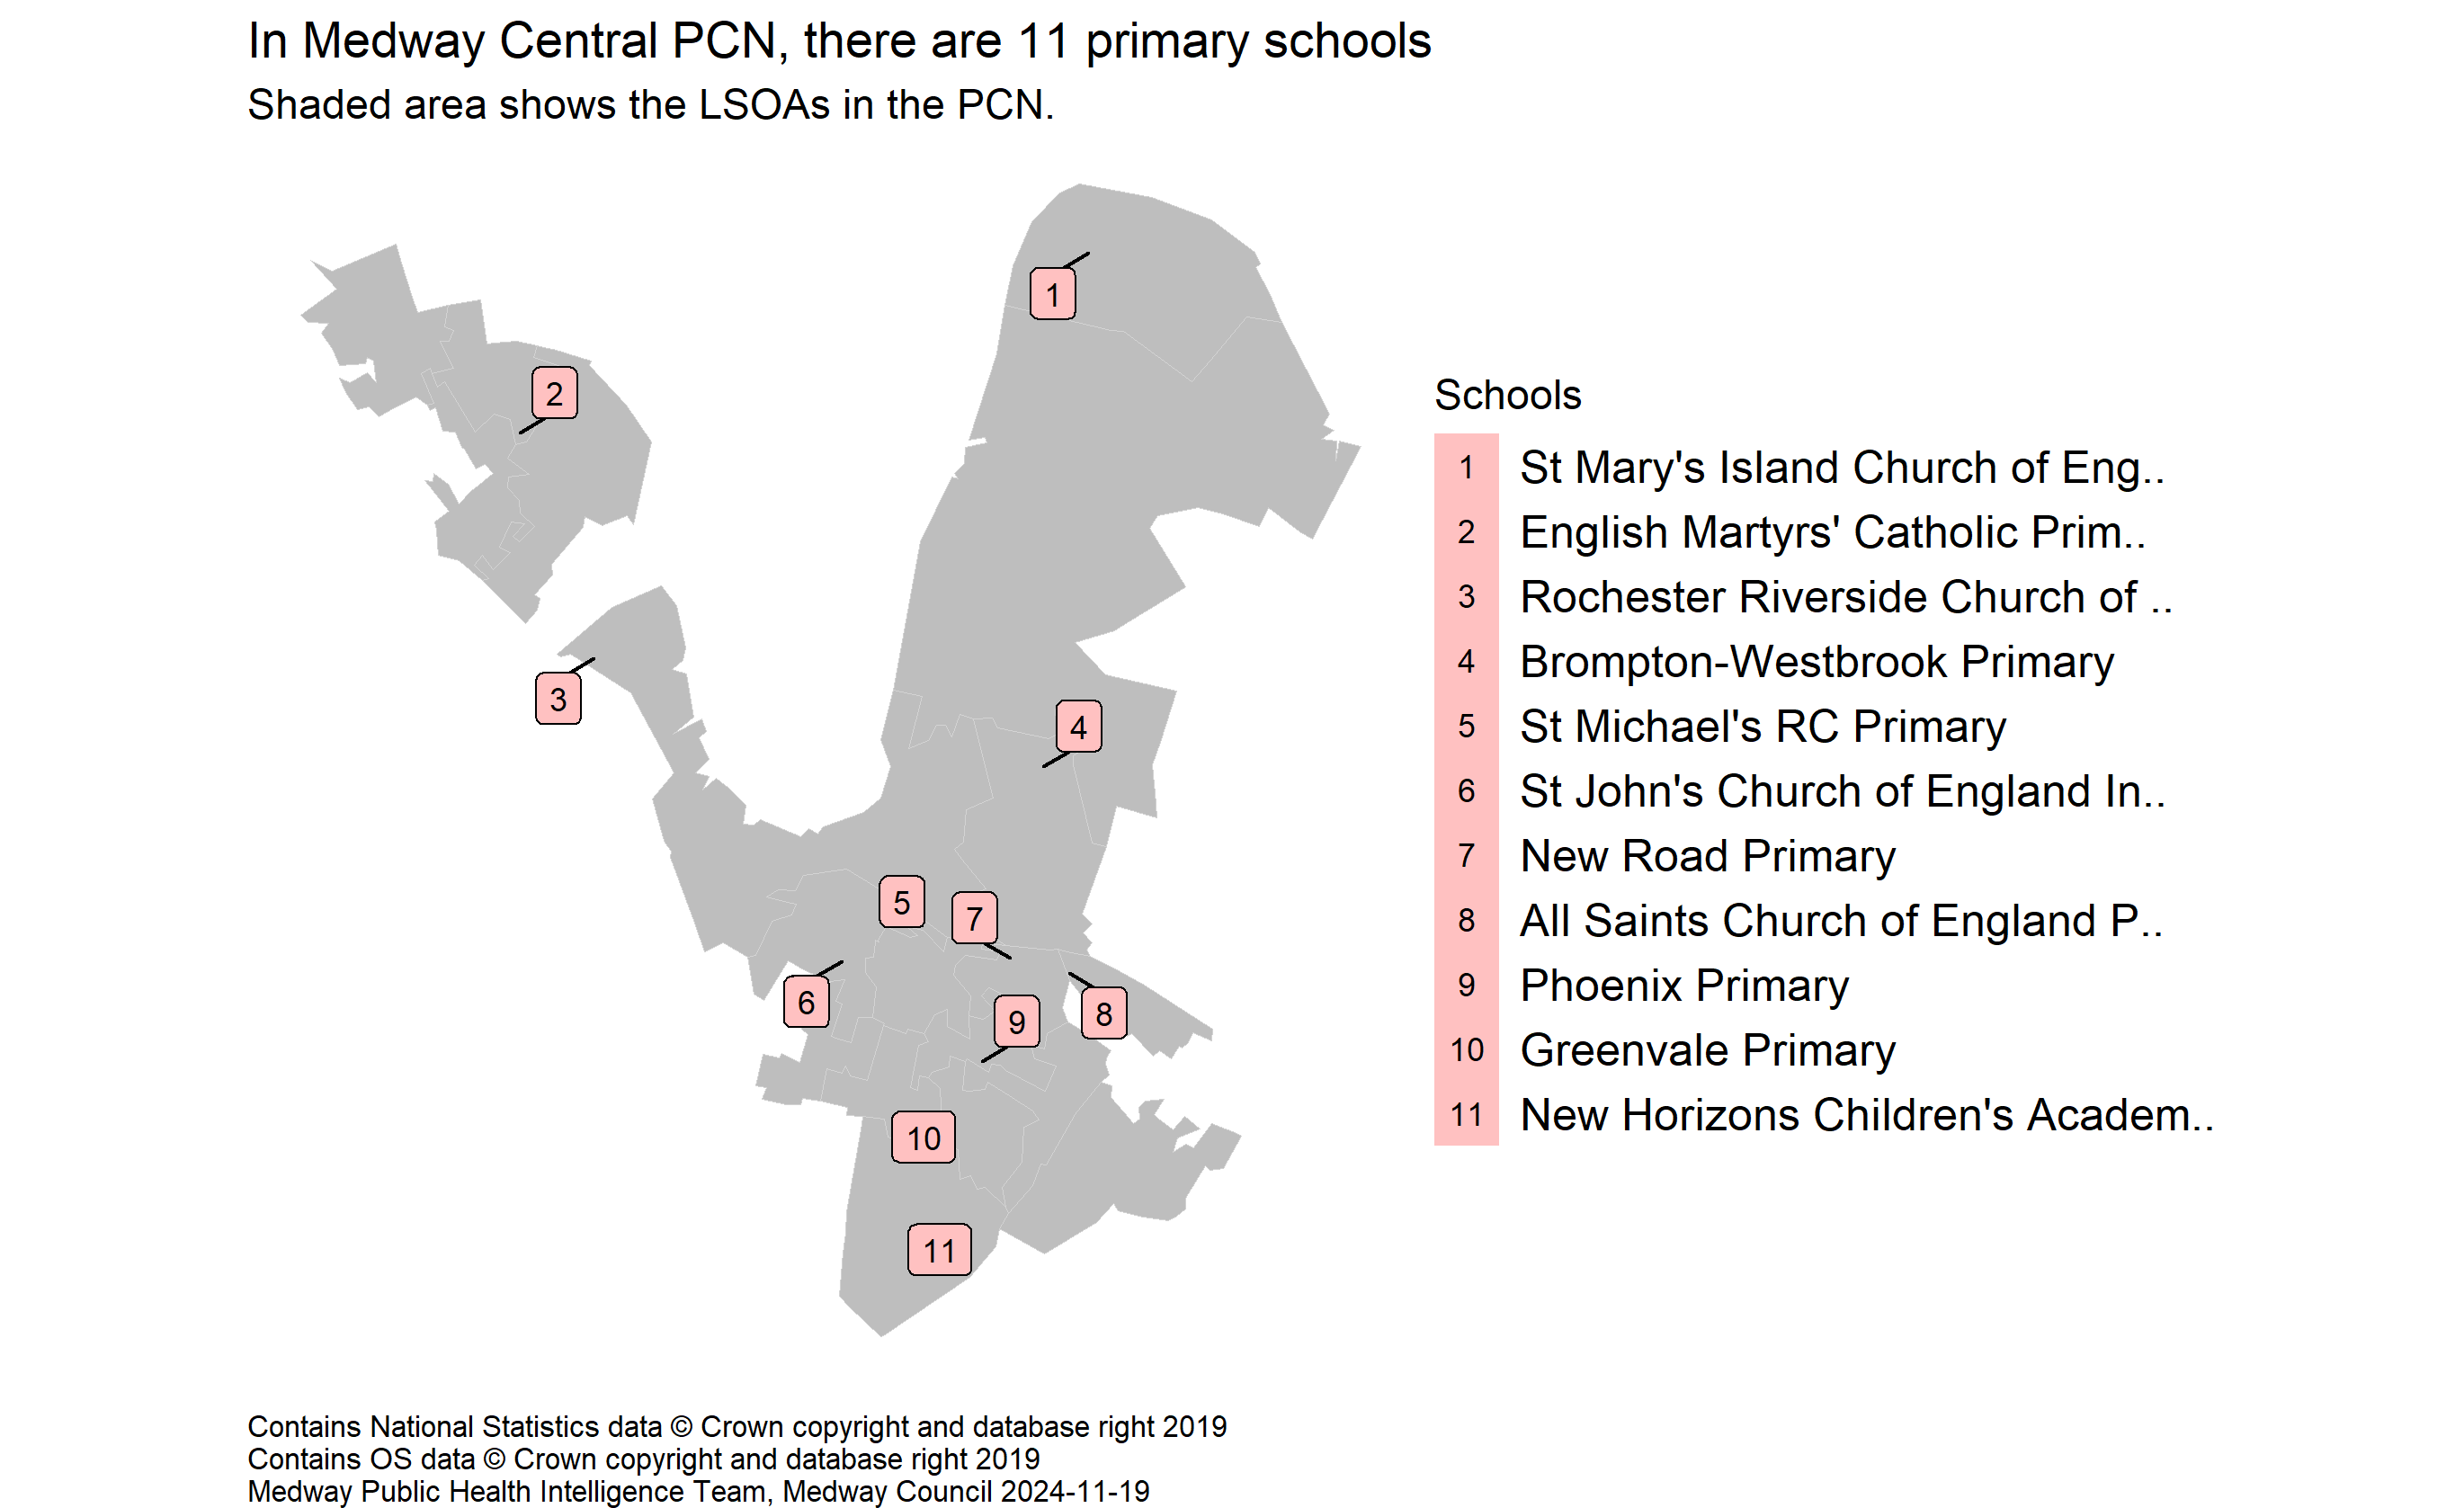 In Medway Central PCN, there are 11 primary schools
Shaded area shows the LSOAs in the PCN.
1
2
3
4
5
7
6
9
8
10
11
Schools
1 St Mary's Island Church of Eng..
2 English Martyrs' Catholic Prim..
3 Rochester Riverside Church of ..
4 Brompton-Westbrook Primary
5 St Michael's RC Primary
6 St John's Church of England In..
7 New Road Primary
8 All Saints Church of England P..
9 Phoenix Primary
10 Greenvale Primary
11 New Horizons Children's Academ..
Contains National Statistics data © Crown copyright and database right 2019
Contains OS data © Crown copyright and database right 2019
Medway Public Health Intelligence Team, Medway Council 2024-11-19